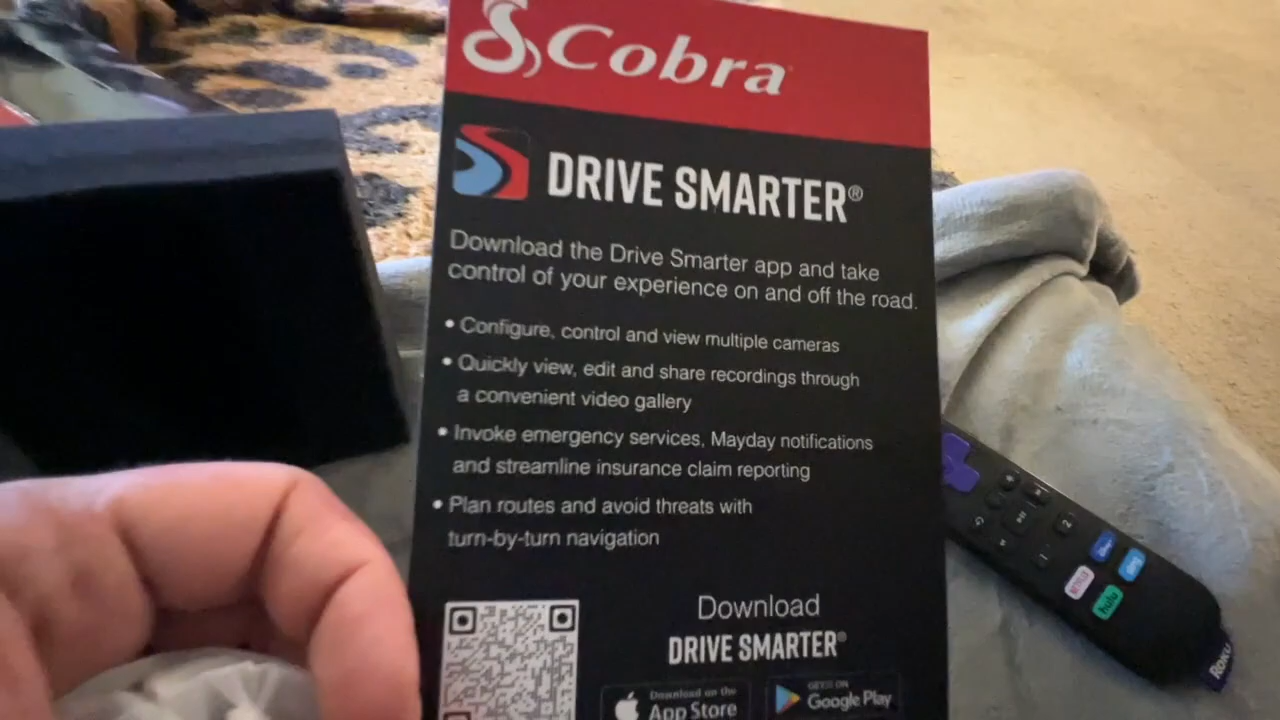 Cobra
DRIVE SMARTER®
Download the Drive Smarter app and take
control of your experience on and off the road.
• Configure, control and view multiple cameras
• Quickly view, edit and share recordings through
a convenient video gallery
• Invoke emergency services, Mayday notifications
and streamline insurance claim reporting
• Plan routes and avoid threats with
turn-by-turn navigation
Download
DRIVE SMARTER®
Download on the
App Store
GET IT ON
Google Play
NETFLIX
hulu
Roku